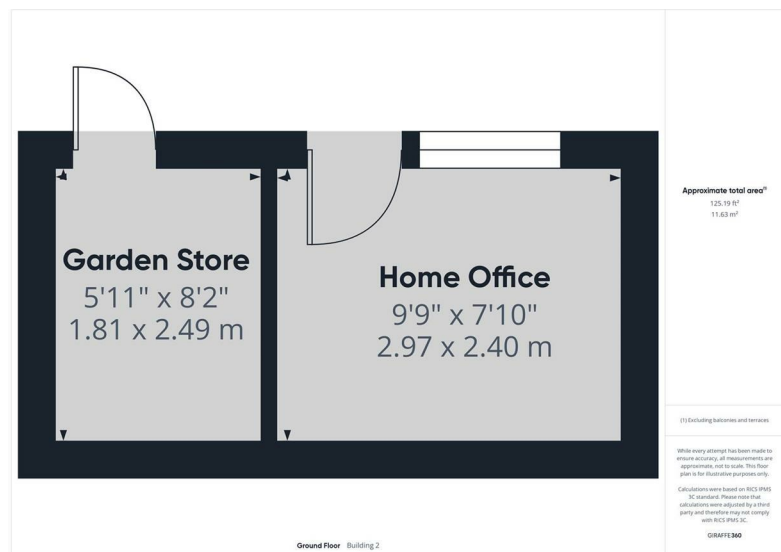 Garden Store
5'11" x 8'2"
1.81 x 2.49 m
Home Office
9'9" x 7'10"
2.97 x 2.40 m
Ground Floor Building 2
Approximate total area⁽¹⁾
125.19 ft²
11.63 m²
(1) Excluding balconies and terraces
While every attempt has been made to
ensure accuracy, all measurements are
approximate, not to scale. This floor
plan is for illustrative purposes only.
Calculations were based on RICS IPMS
3C standard. Please note that
calculations were adjusted by a third
party and therefore may not comply
with RICS IPMS 3C.
GIRAFFE360